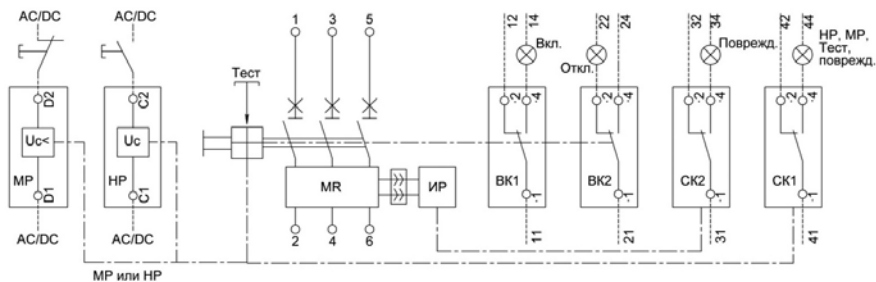 AC/DC
AC/DC
1
3
5
12
14
22
24
32
34
42
44
Вкл.
Откл.
Поврежд.
НР, МР,
Тест,
поврежд.
Тест
D2
C2
.2
.4
.2
.4
.2
.4
.2
.4
Uc<
Uc
МР
НР
MR
ИР
ВК1
ВК2
СК2
СК1
D1
C1
.1
.1
.1
.1
AC/DC
AC/DC
2
4
6
11
21
31
41
МР или НР